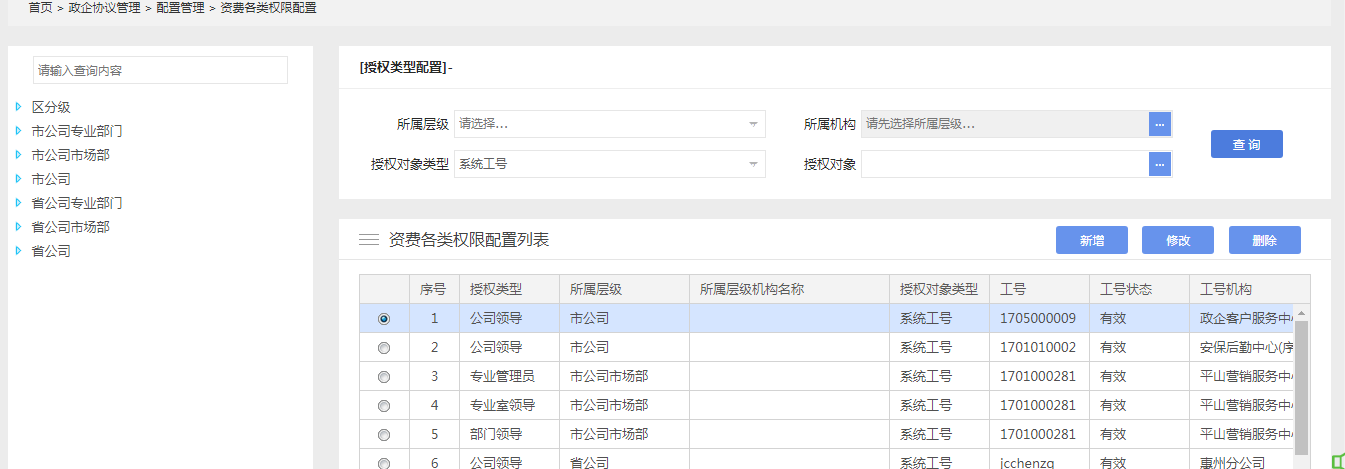 首页 > 政企协议管理 > 配置管理 > 资费各类权限配置
请输入查询内容
区分级
市公司专业部门
市公司市场部
市公司
省公司专业部门
省公司市场部
省公司
[授权类型配置]-
所属层级 请选择... 所属机构 请先选择所属层级... ...
授权对象类型 系统工号 授权对象 ...
查 询
资费各类权限配置列表 新增 修改 删除
序号 授权类型 所属层级 所属层级机构名称 授权对象类型 工号 工号状态 工号机构
1 公司领导 市公司 系统工号 1705000009 有效 政企客户服务中心
2 公司领导 市公司 系统工号 1701010002 有效 安保后勤中心(序
3 专业管理员 市公司市场部 系统工号 1701000281 有效 平山营销服务中心
4 专业室领导 市公司市场部 系统工号 1701000281 有效 平山营销服务中心
5 部门领导 市公司市场部 系统工号 1701000281 有效 平山营销服务中心
6 公司领导 省公司 系统工号 jcchenzq 有效 惠州分公司